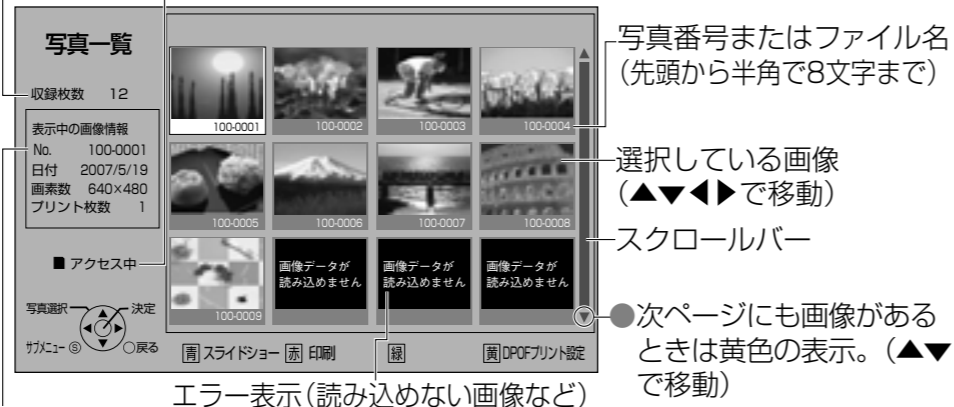 写真一覧
収録枚数 12
表示中の画像情報
No. 100-0001
日付 2007/5/19
画素数 640×480
プリント枚数 1
■ アクセス中
写真選択
決定
サブメニュー Ⓢ
○戻る
100-0001
100-0002
100-0003
100-0004
100-0005
100-0006
100-0007
100-0008
100-0009
画像データが
読み込めません
画像データが
読み込めません
画像データが
読み込めません
青 スライドショー 赤 印刷 緑 黄 DPOFプリント設定
写真番号またはファイル名
（先頭から半角で8文字まで）
選択している画像
（▲▼◀▶で移動）
スクロールバー
●次ページにも画像がある
ときは黄色の表示。（▲▼
で移動）
エラー表示（読み込めない画像など）